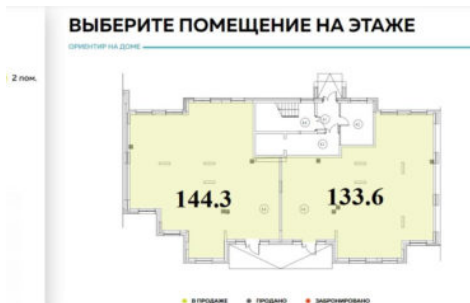 ВЫБЕРИТЕ ПОМЕЩЕНИЕ НА ЭТАЖЕ
ОРИЕНТИР НА ДОМЕ
2 пом.
144.3
133.6
В ПРОДАЖЕ
ПРОДАНО
ЗАБРОНИРОВАНО